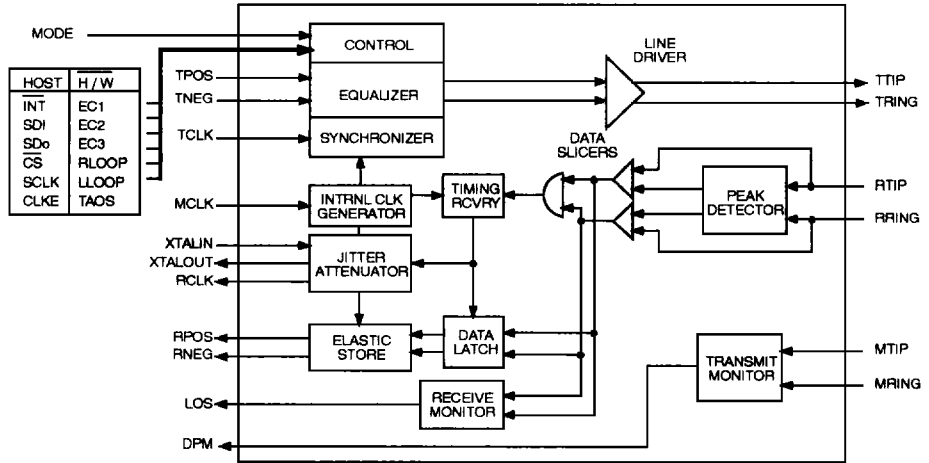 MODE
HOST H/W
INT EC1
SDI EC2
SDo EC3
CS RLOOP
SCLK LLOOP
CLKE TAOS
TPOS
TNEG
TCLK
MCLK
XTALIN
XTALOUT
RCLK
RPOS
RNEG
LOS
DPM
CONTROL
EQUALIZER
SYNCHRONIZER
INTRNL CLK
GENERATOR
TIMING
RCVRY
JITTER
ATTENUATOR
ELASTIC
STORE
DATA
LATCH
RECEIVE
MONITOR
LINE
DRIVER
DATA
SLICERS
PEAK
DETECTOR
TRANSMIT
MONITOR
TTIP
TRING
RTIP
RRING
MTIP
MRING